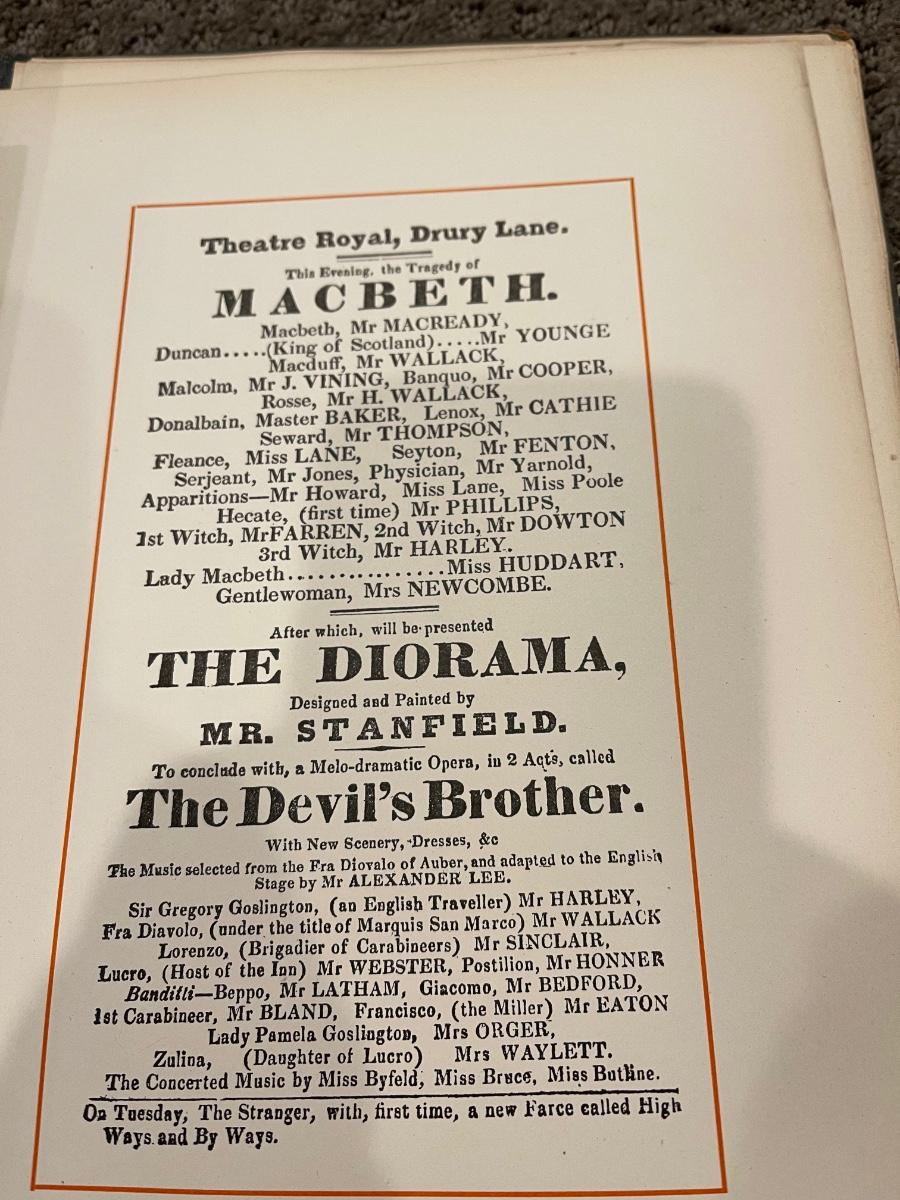 Theatre Royal, Drury Lane.
This Evening, the Tragedy of
MACBETH.
Macbeth, Mr MACREADY,
Duncan.....(King of Scotland).....Mr YOUNGE
Macduff, Mr WALLACK,
Malcolm, Mr J. VINING, Banquo, Mr COOPER,
Rosse, Mr H. WALLACK,
Donalbain, Master BAKER, Lenox, Mr CATHIE
Seward, Mr THOMPSON,
Fleance, Miss LANE, Seyton, Mr FENTON,
Serjeant, Mr Jones, Physician, Mr Yarnold,
Apparitions—Mr Howard, Miss Lane, Miss Poole
Hecate, (first time) Mr PHILLIPS,
1st Witch, MrFARREN, 2nd Witch, Mr DOWTON
3rd Witch, Mr HARLEY.
Lady Macbeth................Miss HUDDART,
Gentlewoman, Mrs NEWCOMBE.
After which, will be presented
THE DIORAMA,
Designed and Painted by
MR. STANFIELD.
To conclude with, a Melo-dramatic Opera, in 2 Acts, called
The Devil's Brother.
With New Scenery, Dresses, &c
The Music selected from the Fra Diovalo of Auber, and adapted to the English
Stage by Mr ALEXANDER LEE.
Sir Gregory Goslington, (an English Traveller) Mr HARLEY,
Fra Diavolo, (under the title of Marquis San Marco) Mr WALLACK
Lorenzo, (Brigadier of Carabineers) Mr SINCLAIR,
Lucro, (Host of the Inn) Mr WEBSTER, Postilion, Mr HONNER
Banditti—Beppo, Mr LATHAM, Giacomo, Mr BEDFORD,
1st Carabineer, Mr BLAND, Francisco, (the Miller) Mr EATON
Lady Pamela Goslington, Mrs ORGER,
Zulina, (Daughter of Lucro) Mrs WAYLETT.
The Concerted Music by Miss Byfeld, Miss Bruce, Miss Butline.
On Tuesday, The Stranger, with, first time, a new Farce called High
Ways and By Ways.